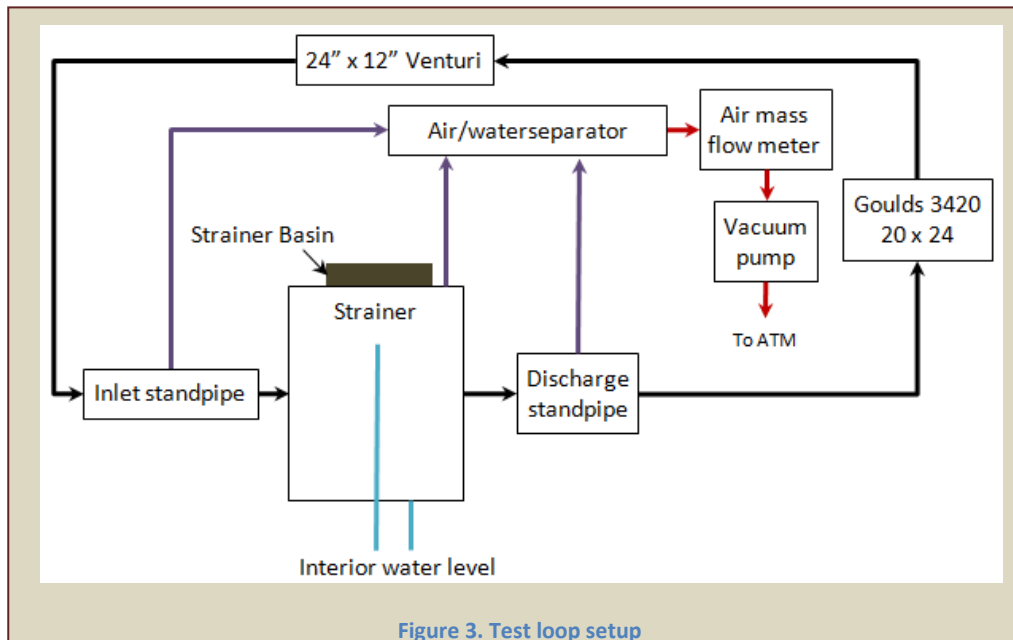 24” x 12” Venturi
Air/waterseparator
Air mass
flow meter
Goulds 3420
20 x 24
Vacuum
pump
Strainer Basin
Strainer
To ATM
Inlet standpipe
Discharge
standpipe
Interior water level
Figure 3. Test loop setup